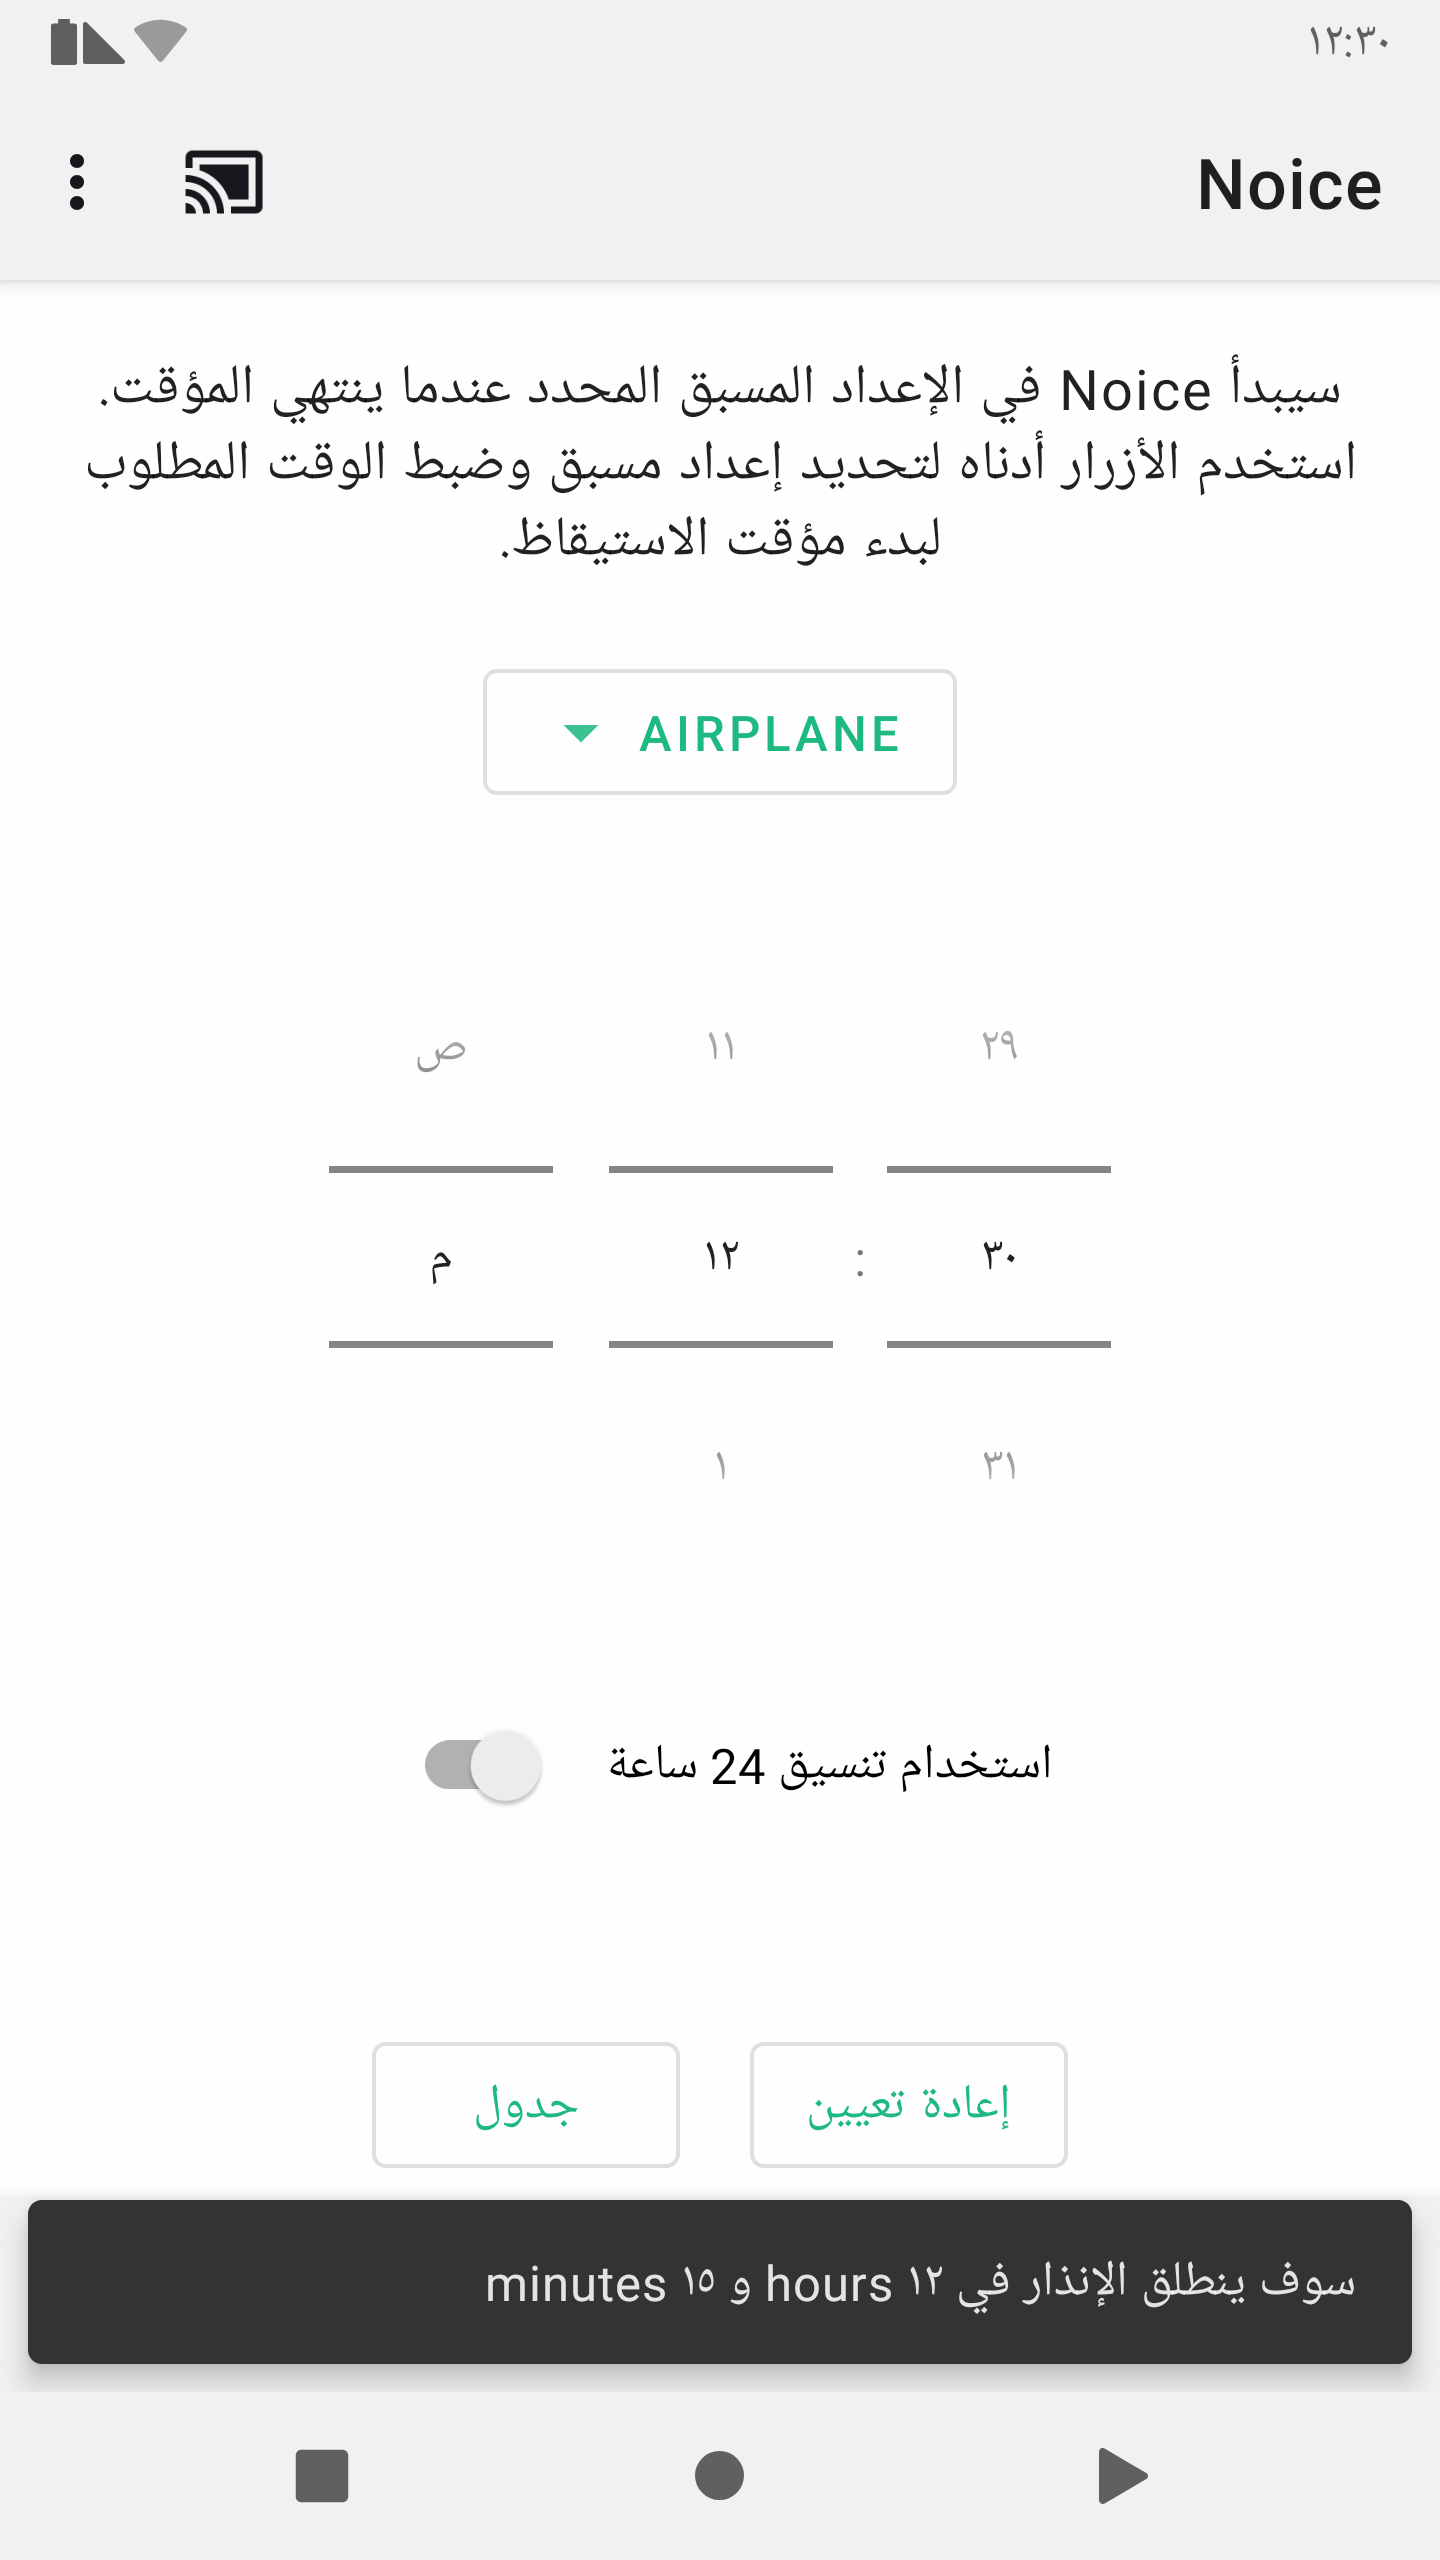 ١٢:٣٠
Noice
سيبدأ Noice في الإعداد المسبق المحدد عندما ينتهي المؤقت.
استخدم الأزرار أدناه لتحديد إعداد مسبق وضبط الوقت المطلوب
لبدء مؤقت الاستيقاظ.
AIRPLANE
٢٩ ١١ ص
٣٠ : ١٢ م
٣١ ١
استخدام تنسيق 24 ساعة
إعادة تعيين
جدول
سوف ينطلق الإنذار في ١٢ hours و ١٥ minutes